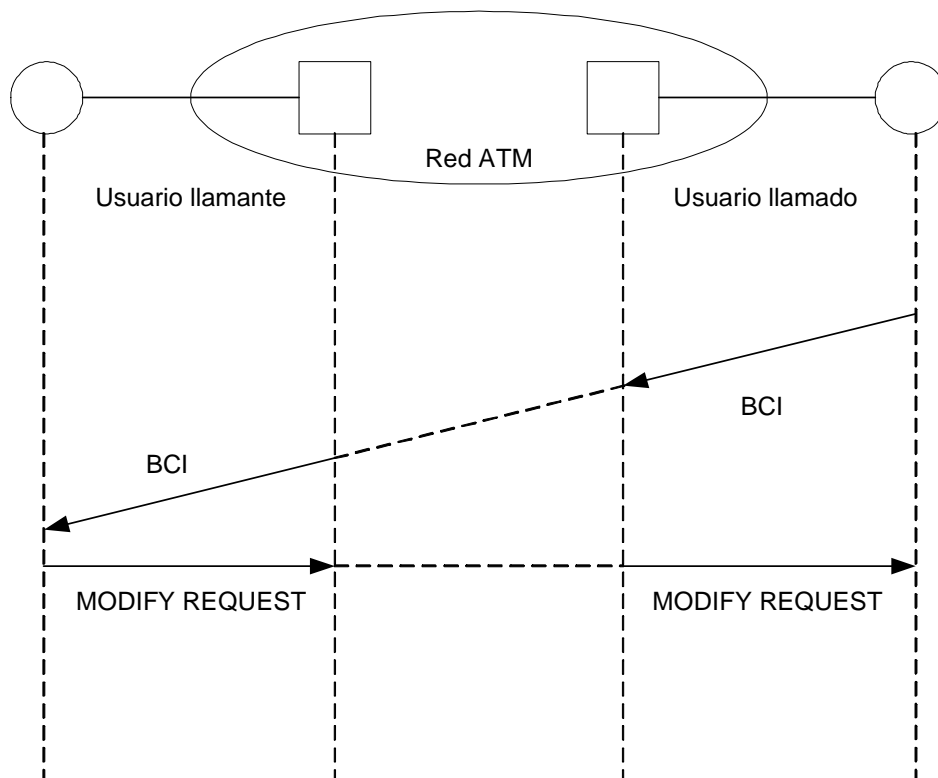 Red ATM
Usuario llamante
Usuario llamado
BCI
BCI
MODIFY REQUEST
MODIFY REQUEST